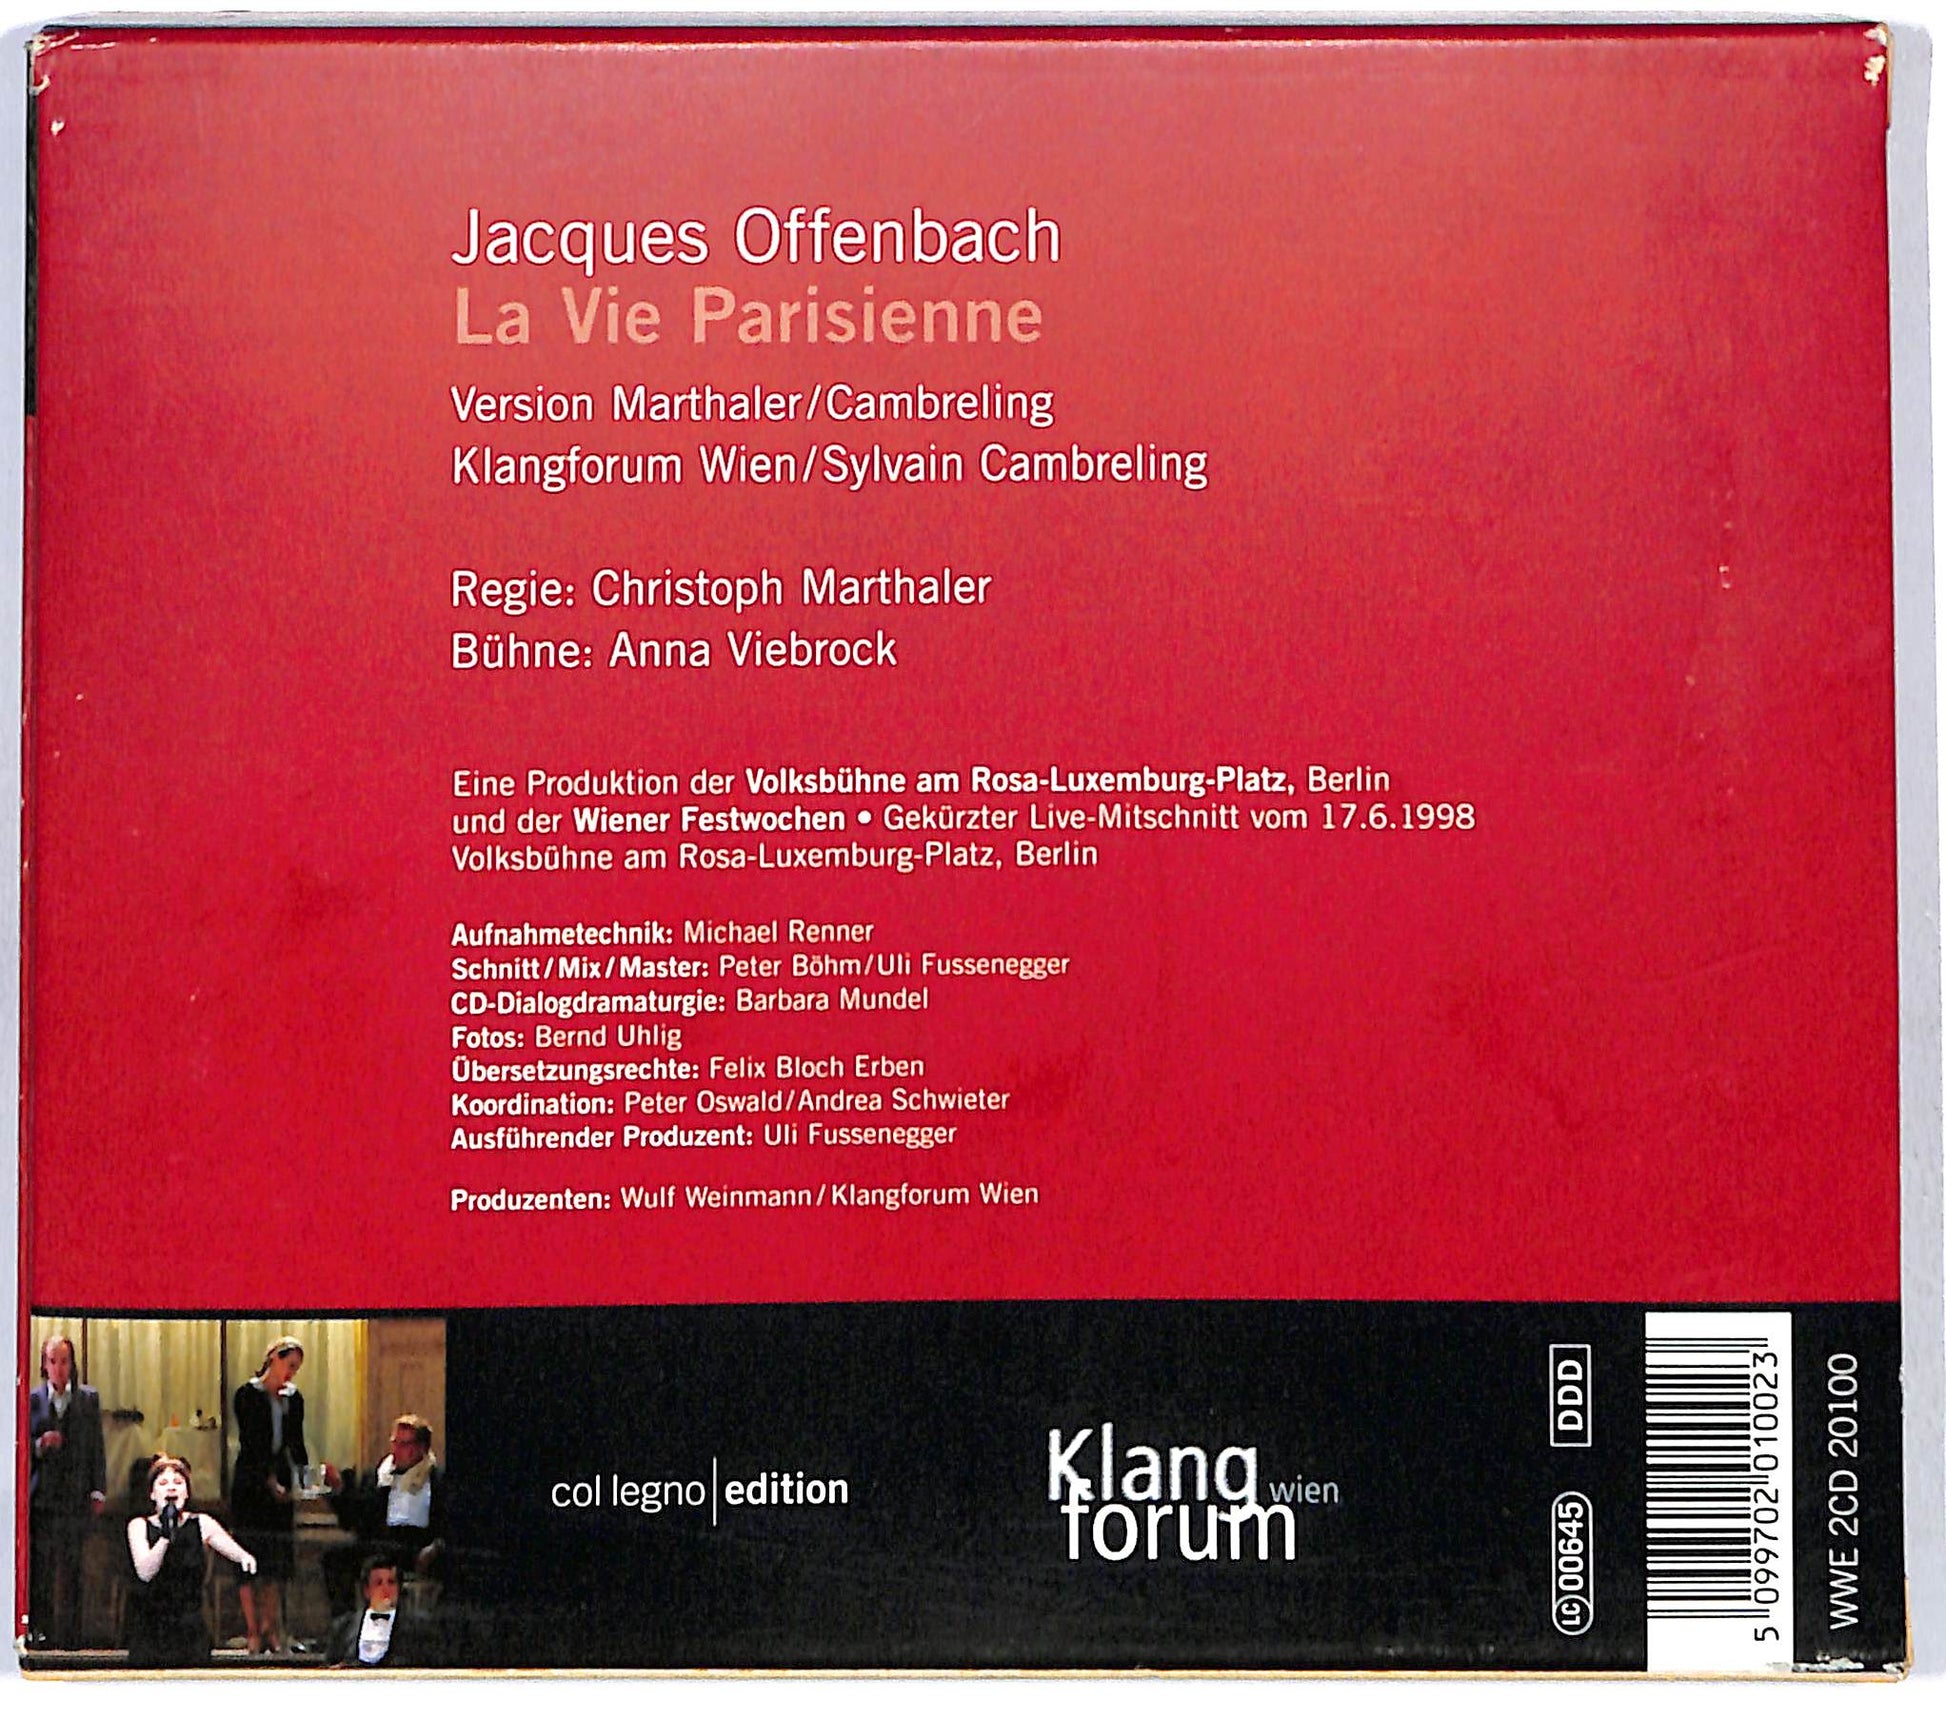 Jacques Offenbach
La Vie Parisienne
Version Marthaler/Cambreling
Klangforum Wien/Sylvain Cambreling
Regie: Christoph Marthaler
Bühne: Anna Viebrock
Eine Produktion der Volksbühne am Rosa-Luxemburg-Platz, Berlin
und der Wiener Festwochen • Gekürzter Live-Mitschnitt vom 17.6.1998
Volksbühne am Rosa-Luxemburg-Platz, Berlin
Aufnahmetechnik: Michael Renner
Schnitt/Mix/Master: Peter Böhm/Uli Fussenegger
CD-Dialogdramaturgie: Barbara Mundel
Fotos: Bernd Uhlig
Übersetzungsrechte: Felix Bloch Erben
Koordination: Peter Oswald/Andrea Schwieter
Ausführender Produzent: Uli Fussenegger
Produzenten: Wulf Weinmann/Klangforum Wien
col legno|edition
Klang wien
forum
DDD
LC 00645
5 099702 010023
WWE 2CD 20100